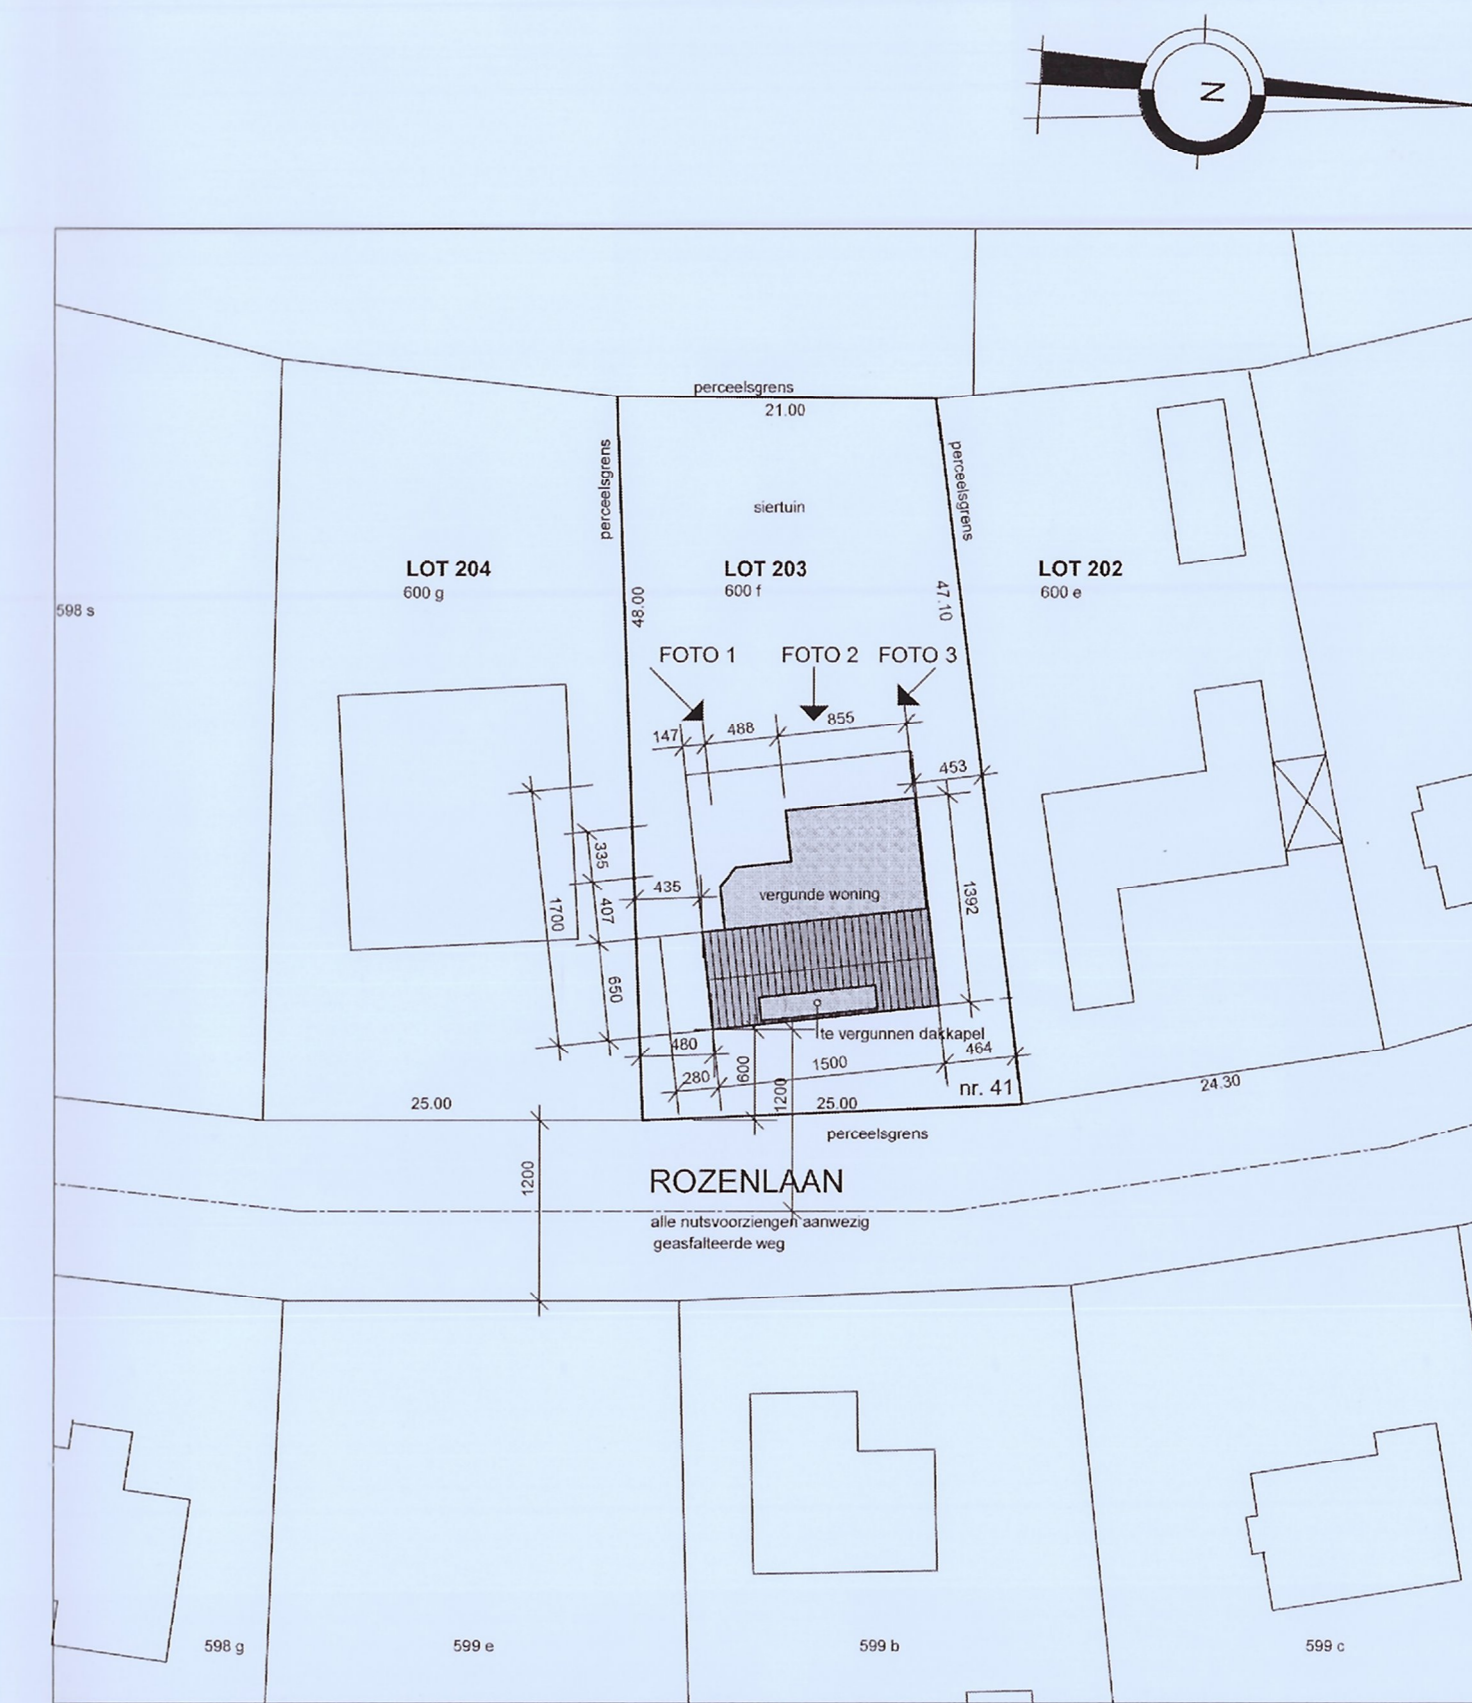 N
perceelsgrens
21.00
perceelsgrens
perceelsgrens
siertuin
LOT 204
600 g
LOT 203
600 f
LOT 202
600 e
598 s
48.00
47.10
FOTO 1
FOTO 2
FOTO 3
147
488
855
453
335
435
407
1700
vergunde woning
1392
650
te vergunnen dakkapel
480
464
600
1500
280
1200
nr. 41
25.00
25.00
24.30
perceelsgrens
1200
ROZENLAAN
alle nutsvoorziengen aanwezig
geasfalteerde weg
598 g
599 e
599 b
599 c